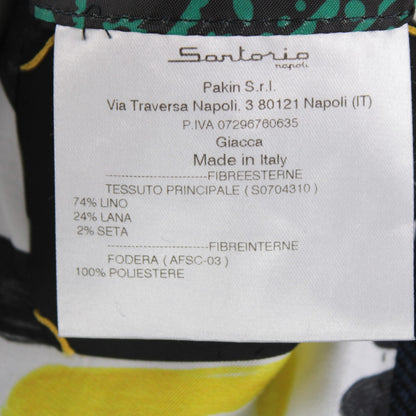 Sartorio
napoli
Pakin S.r.l.
Via Traversa Napoli, 3 80121 Napoli (IT)
P.IVA 07296760635
Giacca
Made in Italy
--------------------------FIBREESTERNE
TESSUTO PRINCIPALE ( S0704310 )
74% LINO
24% LANA
2% SETA
--------------------------FIBREINTERNE
FODERA ( AFSC-03 )
100% POLIESTERE